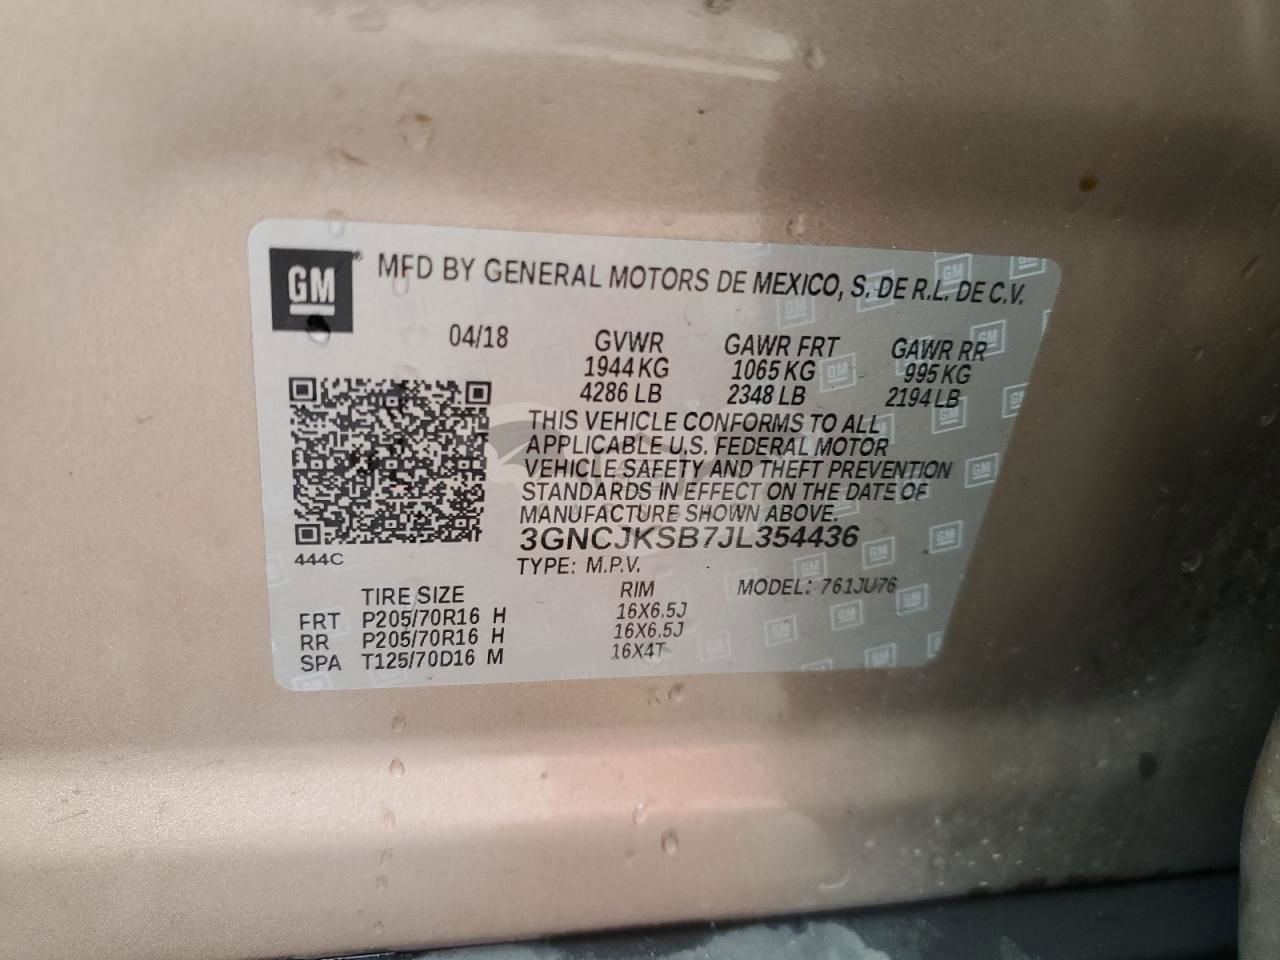 GM ® MFD BY GENERAL MOTORS DE MEXICO, S. DE R.L. DE C.V.
04/18 GVWR GAWR FRT GAWR RR
1944 KG 1065 KG 995 KG
4286 LB 2348 LB 2194 LB
THIS VEHICLE CONFORMS TO ALL
APPLICABLE U.S. FEDERAL MOTOR
VEHICLE SAFETY AND THEFT PREVENTION
STANDARDS IN EFFECT ON THE DATE OF
MANUFACTURE SHOWN ABOVE.
3GNCJKSB7JL354436
444C
TYPE: M.P.V.
TIRE SIZE RIM MODEL: 761JU76
FRT P205/70R16 H 16X6.5J
RR P205/70R16 H 16X6.5J
SPA T125/70D16 M 16X4T